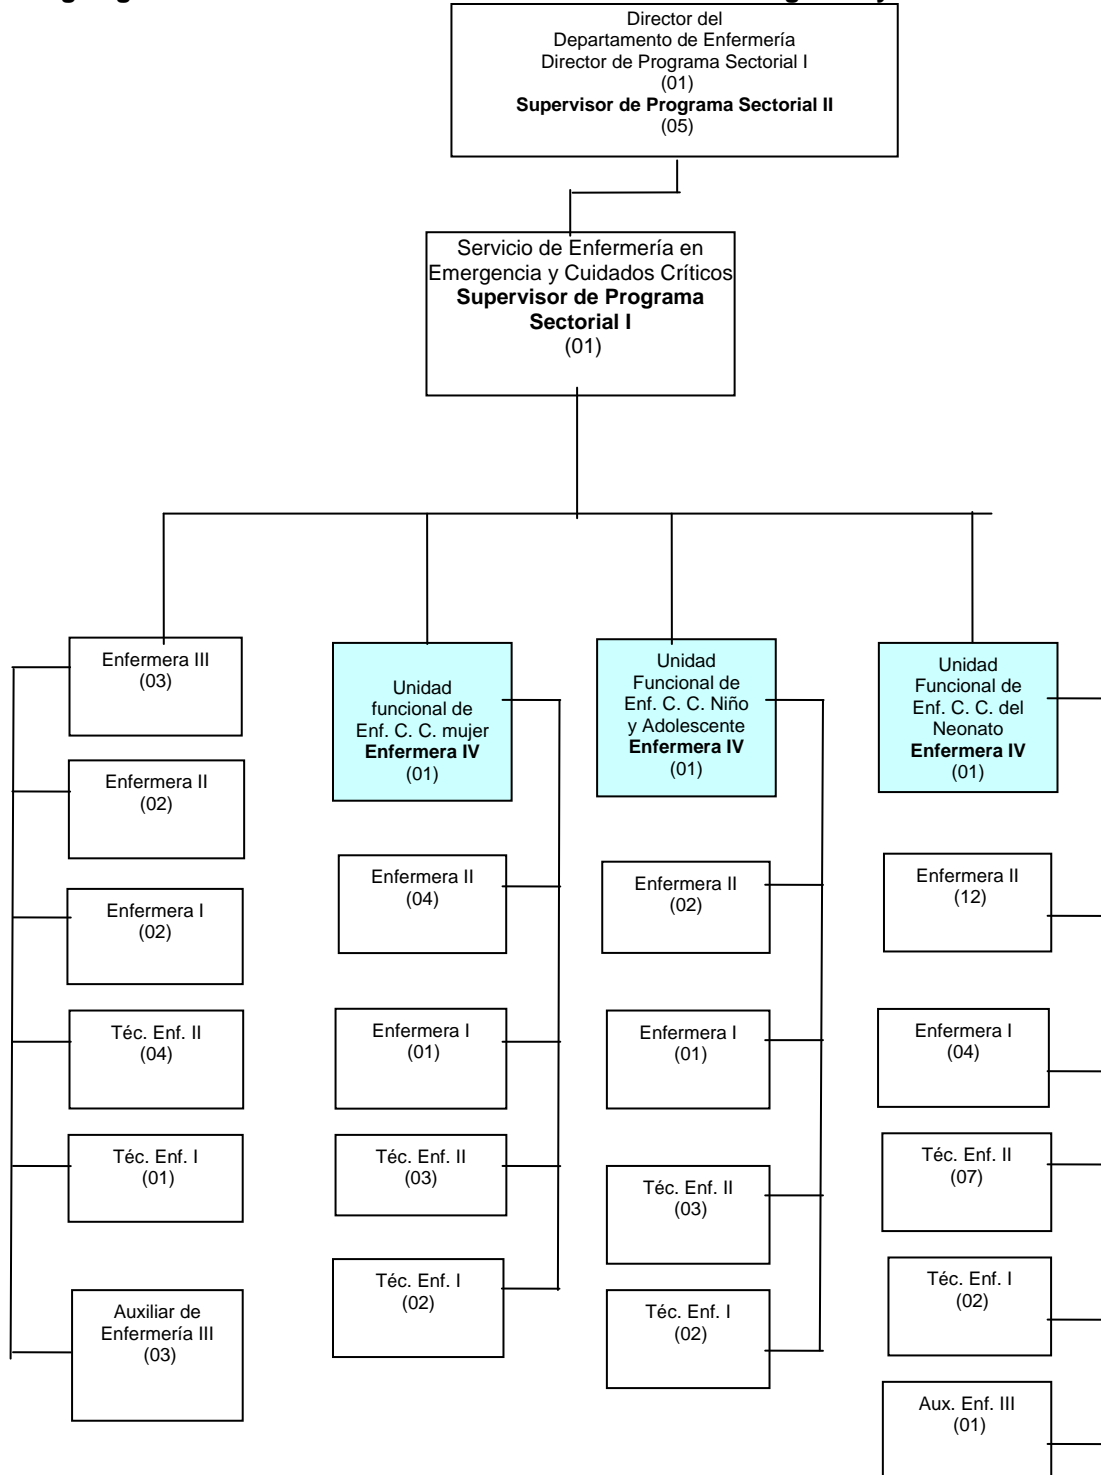 Director del
Departamento de Enfermería
Director de Programa Sectorial I
(01)
Supervisor de Programa Sectorial II
(05)
Servicio de Enfermería en
Emergencia y Cuidados Críticos
Supervisor de Programa
Sectorial I
(01)
Enfermera III
(03)
Enfermera II
(02)
Enfermera I
(02)
Téc. Enf. II
(04)
Téc. Enf. I
(01)
Auxiliar de
Enfermería III
(03)
Unidad
funcional de
Enf. C. C. mujer
Enfermera IV
(01)
Enfermera II
(04)
Enfermera I
(01)
Téc. Enf. II
(03)
Téc. Enf. I
(02)
Unidad
Funcional de
Enf. C. C. Niño
y Adolescente
Enfermera IV
(01)
Enfermera II
(02)
Enfermera I
(01)
Téc. Enf. II
(03)
Téc. Enf. I
(02)
Unidad
Funcional de
Enf. C. C. del
Neonato
Enfermera IV
(01)
Enfermera II
(12)
Enfermera I
(04)
Téc. Enf. II
(07)
Téc. Enf. I
(02)
Aux. Enf. III
(01)